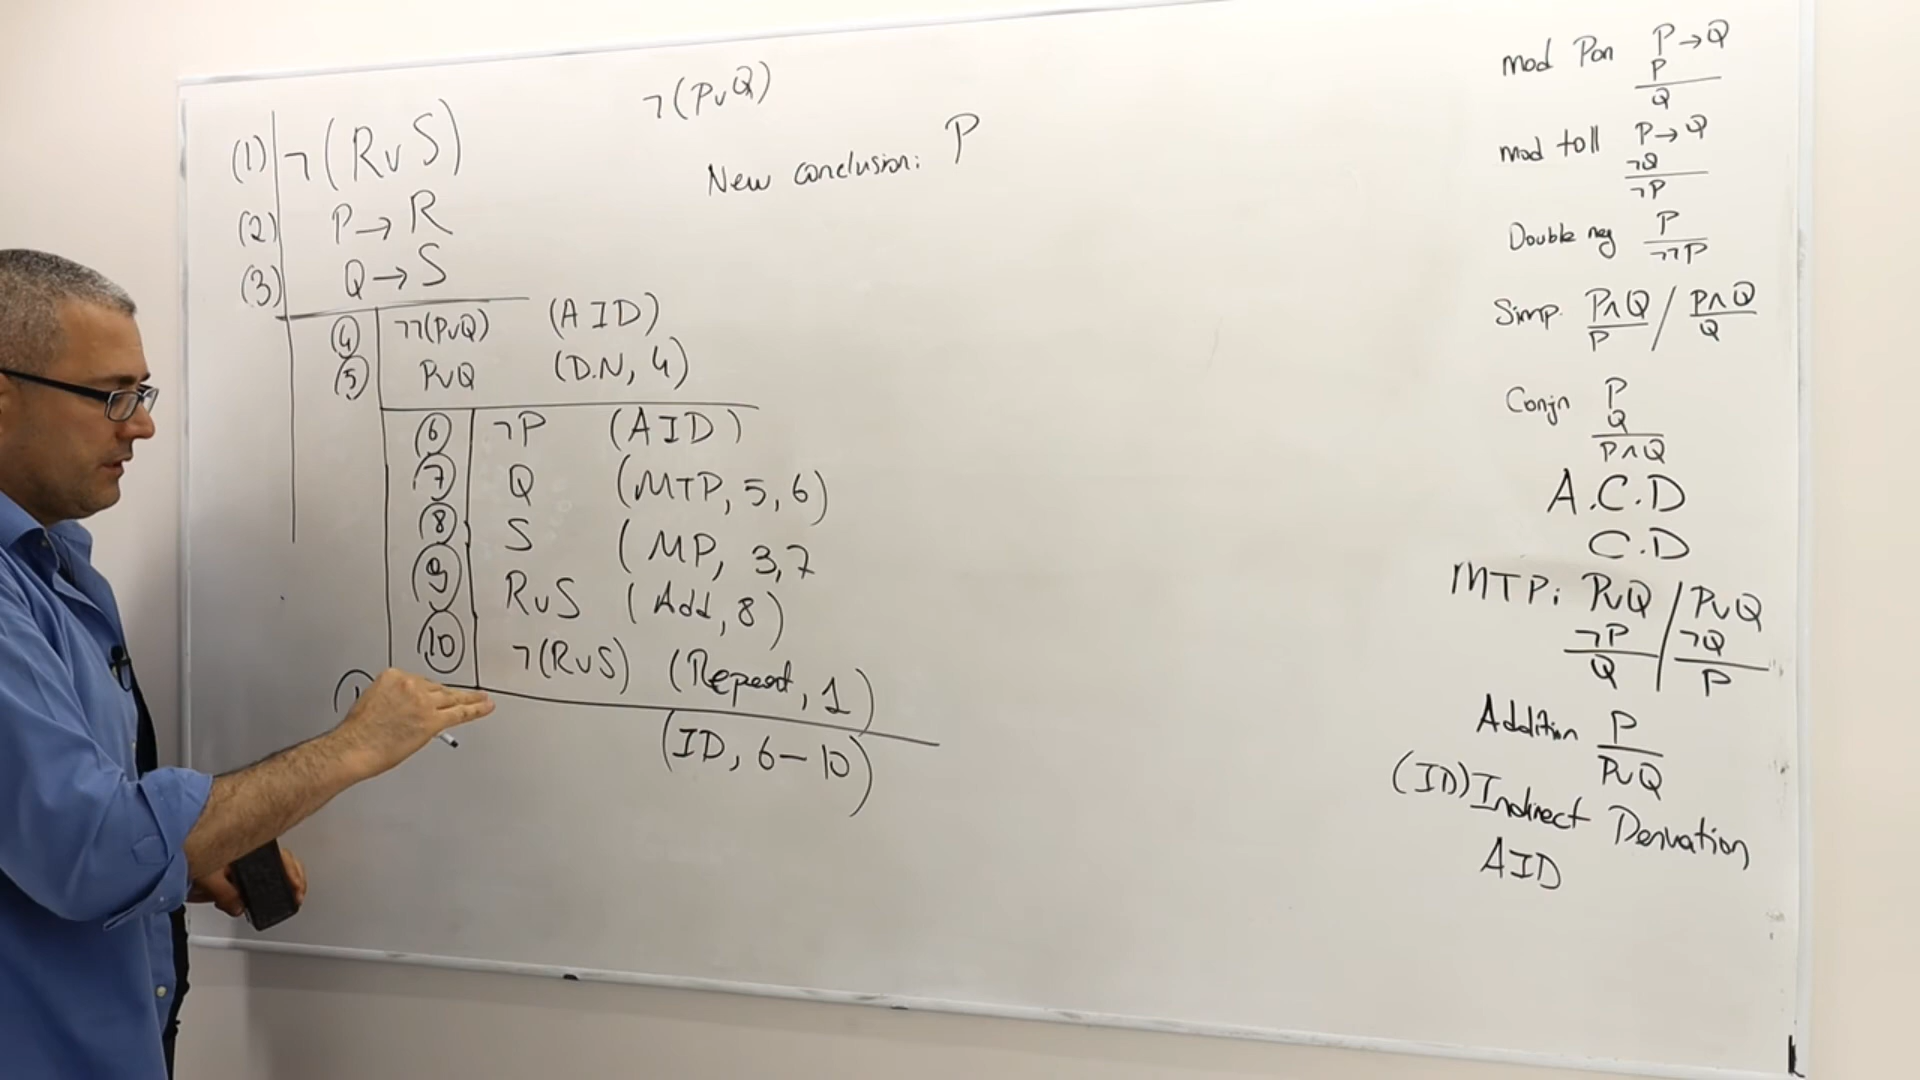 ¬(P∨Q)
New conclusion: P
(1) ¬(R∨S)
(2) P→R
(3) Q→S
4 ¬¬(P∨Q) (AID)
5 P∨Q (D.N, 4)
6 ¬P (AID)
7 Q (MTP, 5, 6)
8 S (MP, 3,7
9 R∨S (Add, 8)
10 ¬(R∨S) (Repeat, 1)
(ID, 6–10)
mod Pon P→Q
P
Q
mod toll P→Q
¬Q
¬P
Double neg P
¬¬P
Simp. P∧Q / P∧Q
P Q
Conjn P
Q
P∧Q
A.C.D
C.D
MTP: P∨Q / P∨Q
¬P ¬Q
Q P
Addition P
P∨Q
(ID) Indirect Derivation
AID